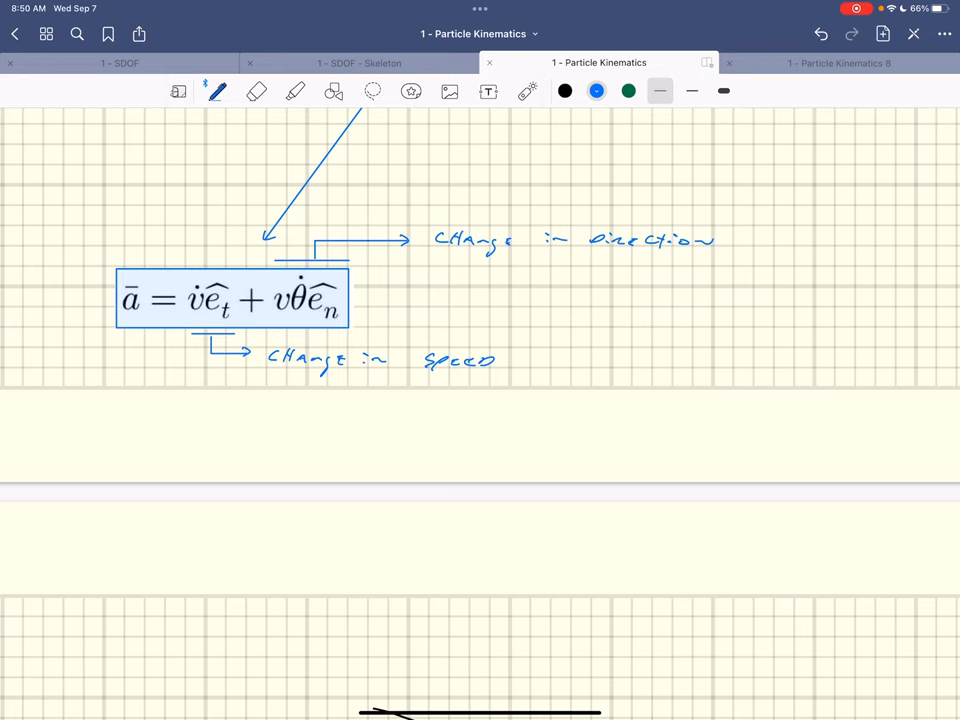 8:50 AM Wed Sep 7
66%
1 - Particle Kinematics
1 - SDOF
1 - SDOF - Skeleton
1 - Particle Kinematics
1 - Particle Kinematics 8
T
CHAngE in DirECTION
a̅ = v̇ê_t + vθ̇ê_n
CHAngE in SPEED